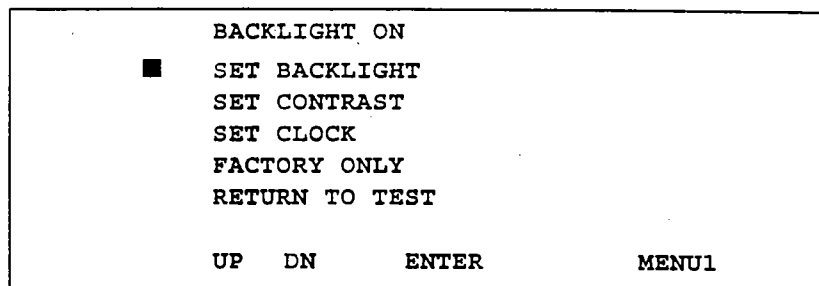 BACKLIGHT ON
■ SET BACKLIGHT
SET CONTRAST
SET CLOCK
FACTORY ONLY
RETURN TO TEST
UP DN ENTER MENU1